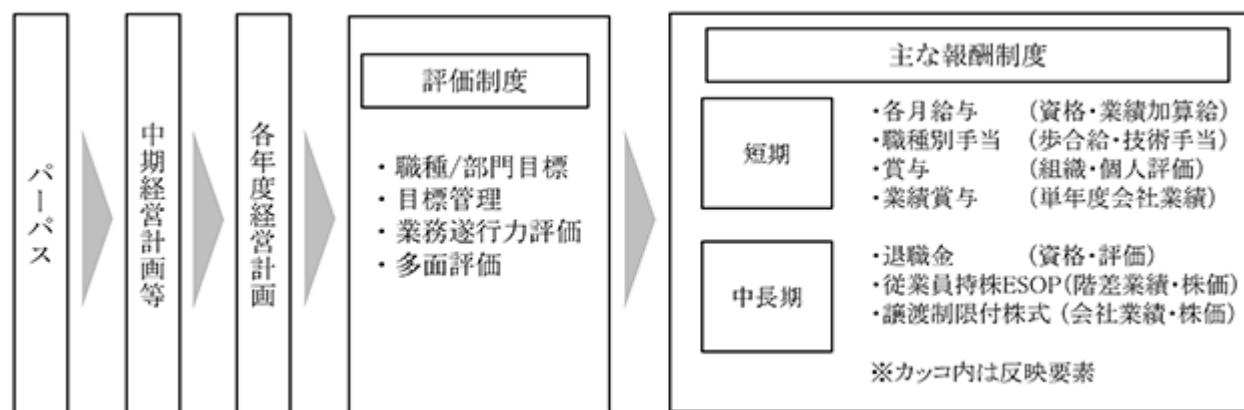 パーパス
中期経営計画等
各年度経営計画
評価制度
・職種/部門目標
・目標管理
・業務遂行力評価
・多面評価
主な報酬制度
短期
・各月給与 (資格・業績加算給)
・職種別手当 (歩合給・技術手当)
・賞与 (組織・個人評価)
・業績賞与 (単年度会社業績)
中長期
・退職金 (資格・評価)
・従業員持株ESOP(階差業績・株価)
・譲渡制限付株式 (会社業績・株価)
※カッコ内は反映要素